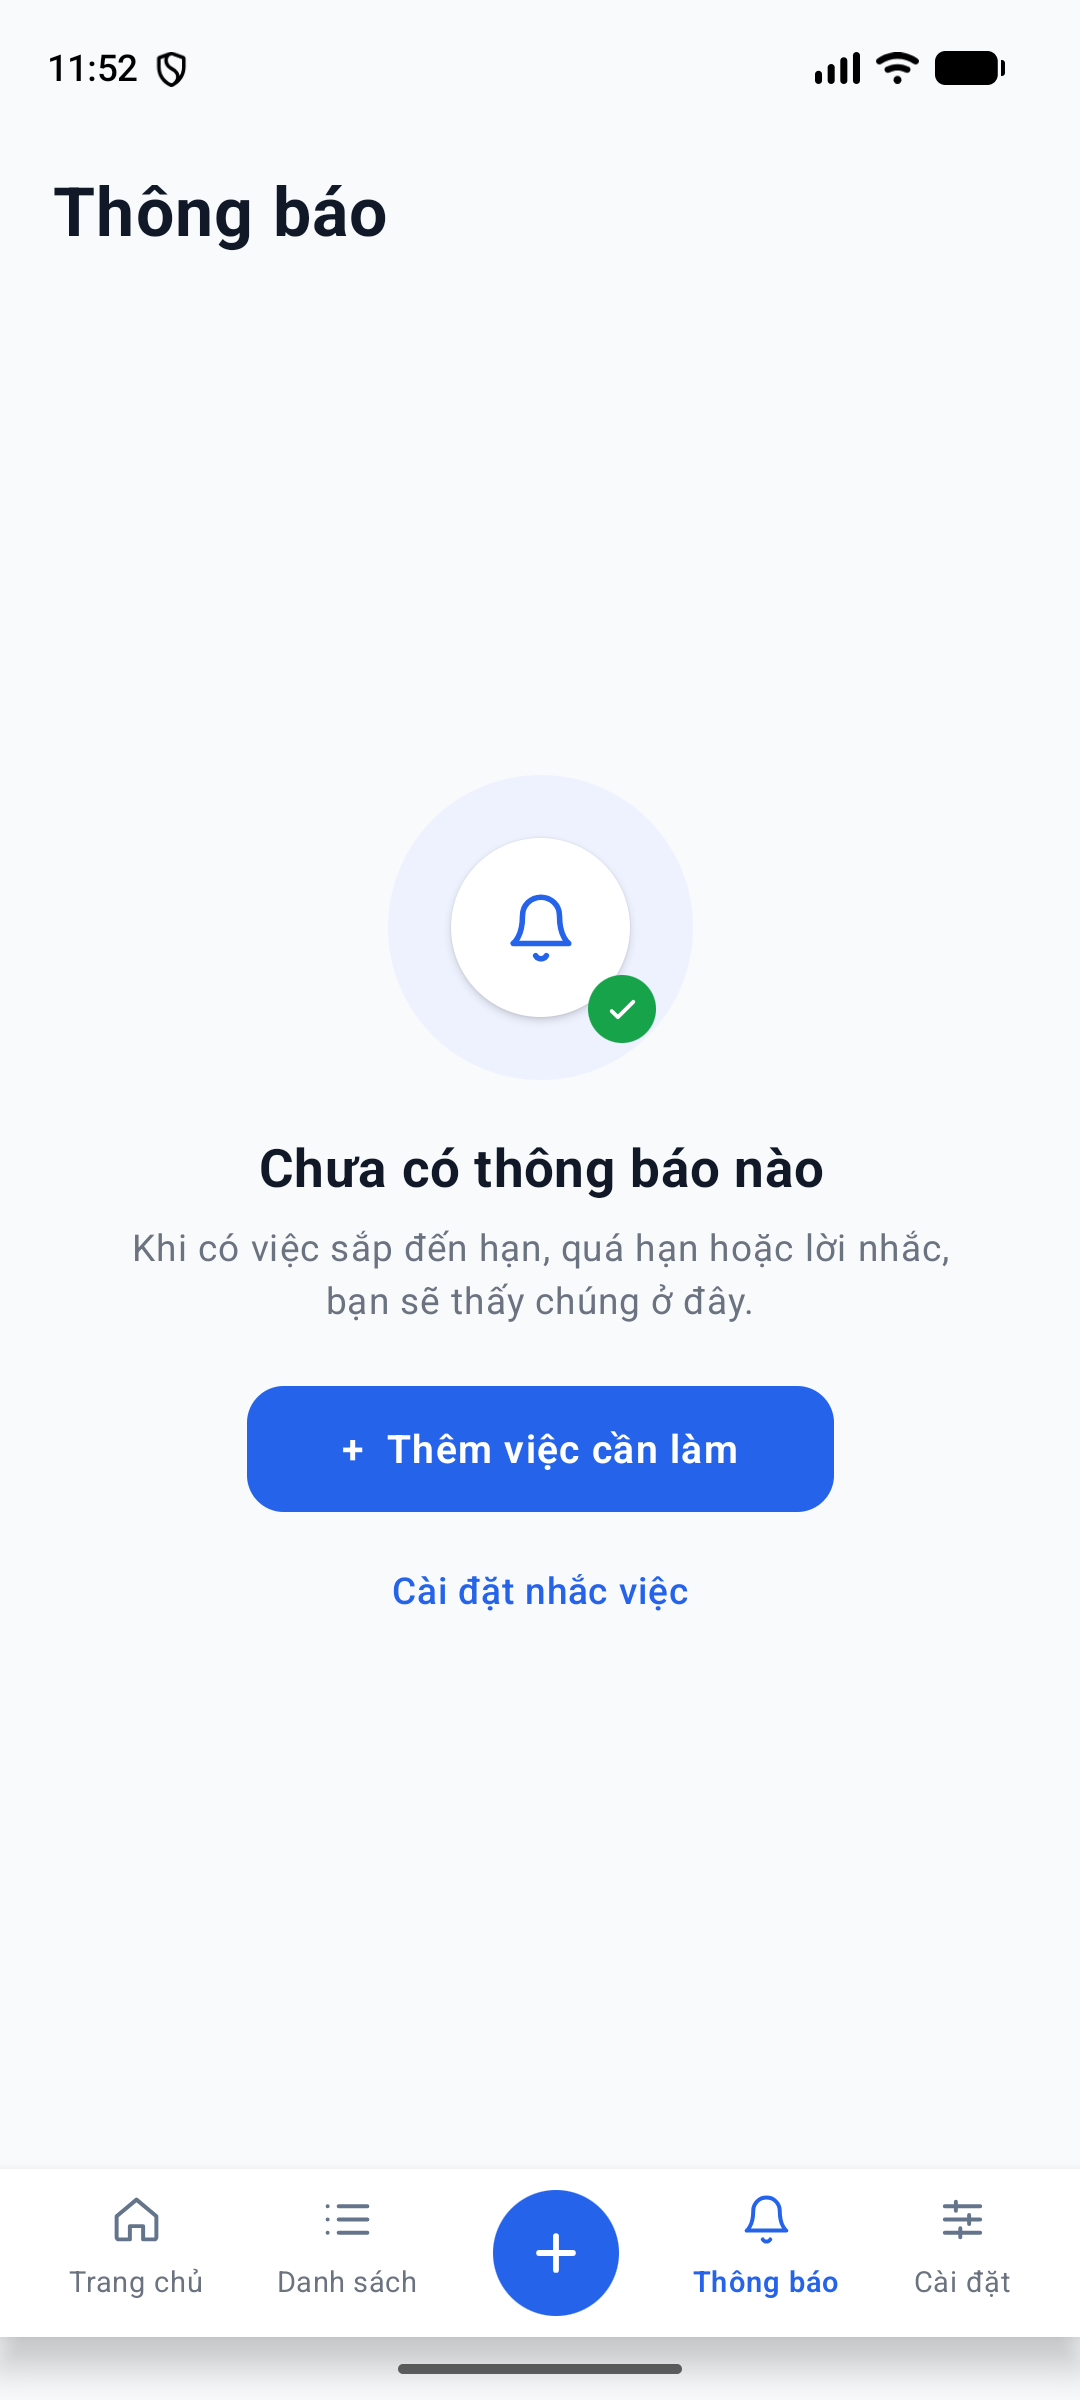 11:52
Thông báo
Chưa có thông báo nào
Khi có việc sắp đến hạn, quá hạn hoặc lời nhắc,
bạn sẽ thấy chúng ở đây.
+ Thêm việc cần làm
Cài đặt nhắc việc
Trang chủ
Danh sách
Thông báo
Cài đặt